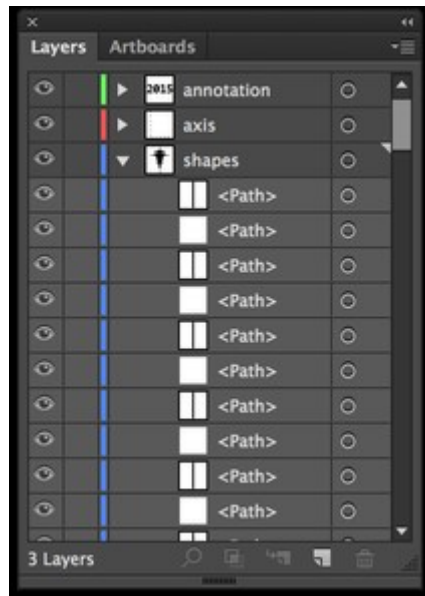 Layers Artboards
2015 annotation
axis
shapes
<Path>
<Path>
<Path>
<Path>
<Path>
<Path>
<Path>
<Path>
<Path>
<Path>
3 Layers